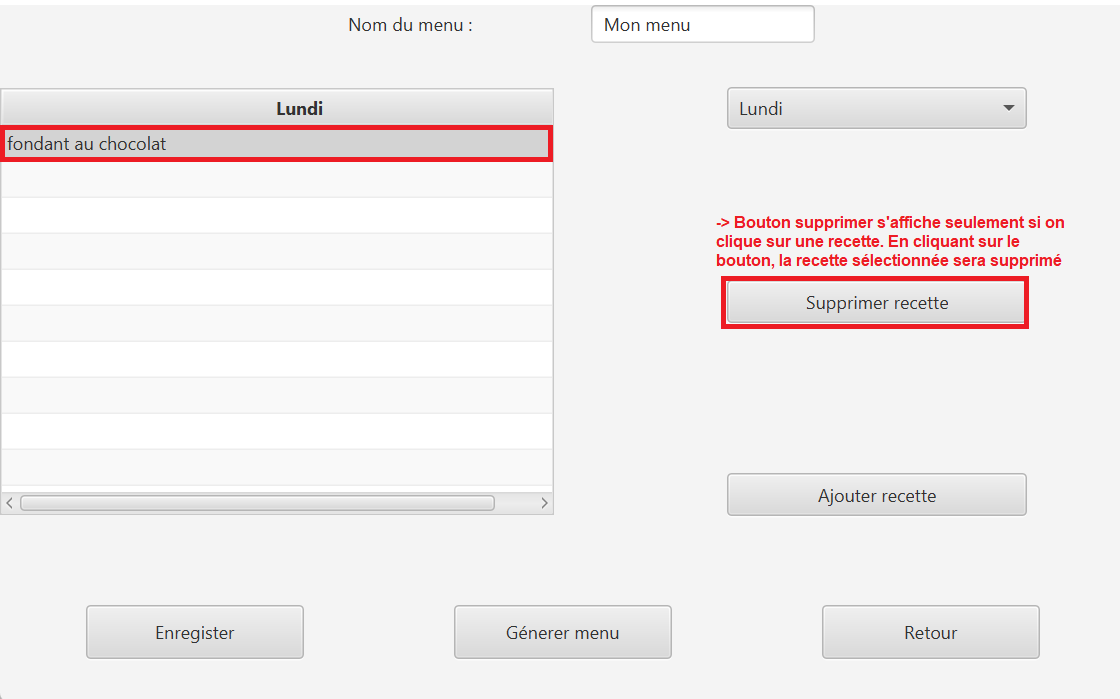 Nom du menu :
Mon menu
Lundi
Lundi
fondant au chocolat
-> Bouton supprimer s'affiche seulement si on
clique sur une recette. En cliquant sur le
bouton, la recette sélectionnée sera supprimé
Supprimer recette
Ajouter recette
Enregister
Génerer menu
Retour